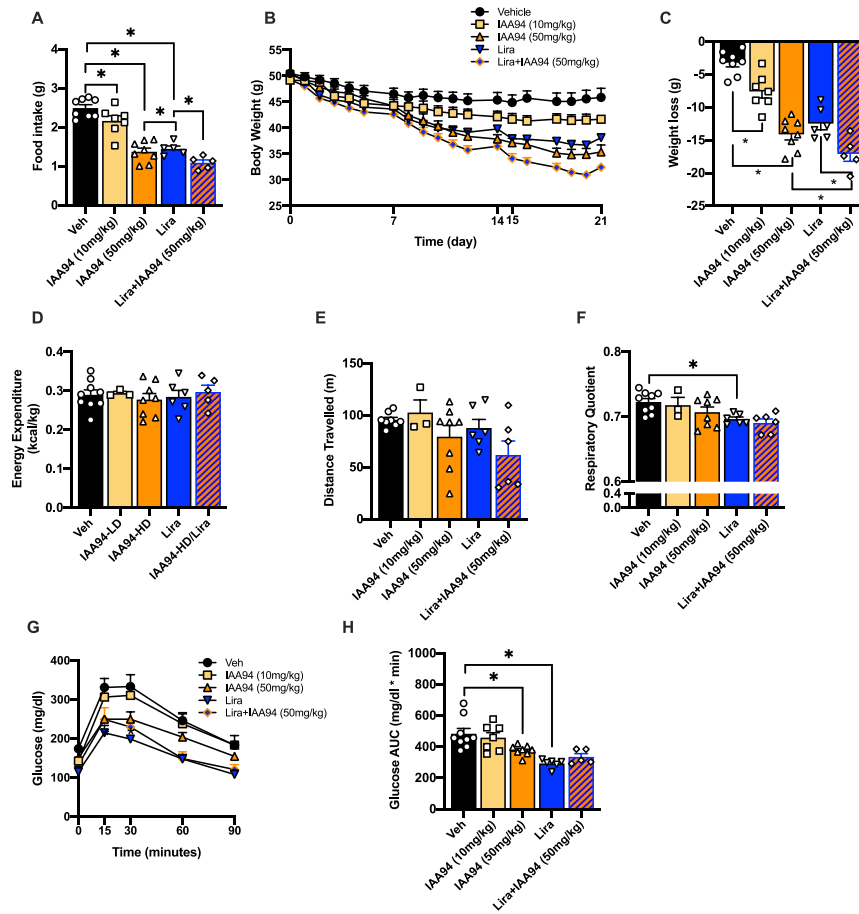 A
Food intake (g)
4
3
2
1
0
*
*
*
*
*
Veh
IAA94 (10mg/kg)
IAA94 (50mg/kg)
Lira
Lira+IAA94 (50mg/kg)
B
Vehicle
IAA94 (10mg/kg)
IAA94 (50mg/kg)
Lira
Lira+IAA94 (50mg/kg)
Body Weight (g)
55
50
45
40
35
30
25
0
7
14
15
21
Time (day)
C
Weight loss (g)
0
-5
-10
-15
-20
-25
*
*
*
*
Veh
IAA94 (10mg/kg)
IAA94 (50mg/kg)
Lira
Lira+IAA94 (50mg/kg)
D
Energy Expenditure
(kcal/kg)
0.4
0.3
0.2
0.1
0.0
Veh
IAA94-LD
IAA94-HD
Lira
IAA94-HD/Lira
E
Distance Travelled (m)
150
100
50
0
Veh
IAA94 (10mg/kg)
IAA94 (50mg/kg)
Lira
Lira+IAA94 (50mg/kg)
F
Respiratory Quotient
0.8
0.7
0.6
0.4
0.0
*
Veh
IAA94 (10mg/kg)
IAA94 (50mg/kg)
Lira
Lira+IAA94 (50mg/kg)
G
Veh
IAA94 (10mg/kg)
IAA94 (50mg/kg)
Lira
Lira+IAA94 (50mg/kg)
Glucose (mg/dl)
400
300
200
100
0
0
15
30
60
90
Time (minutes)
H
Glucose AUC (mg/dl * min)
1000
800
600
400
200
0
*
*
Veh
IAA94 (10mg/kg)
IAA94 (50mg/kg)
Lira
Lira+IAA94 (50mg/kg)